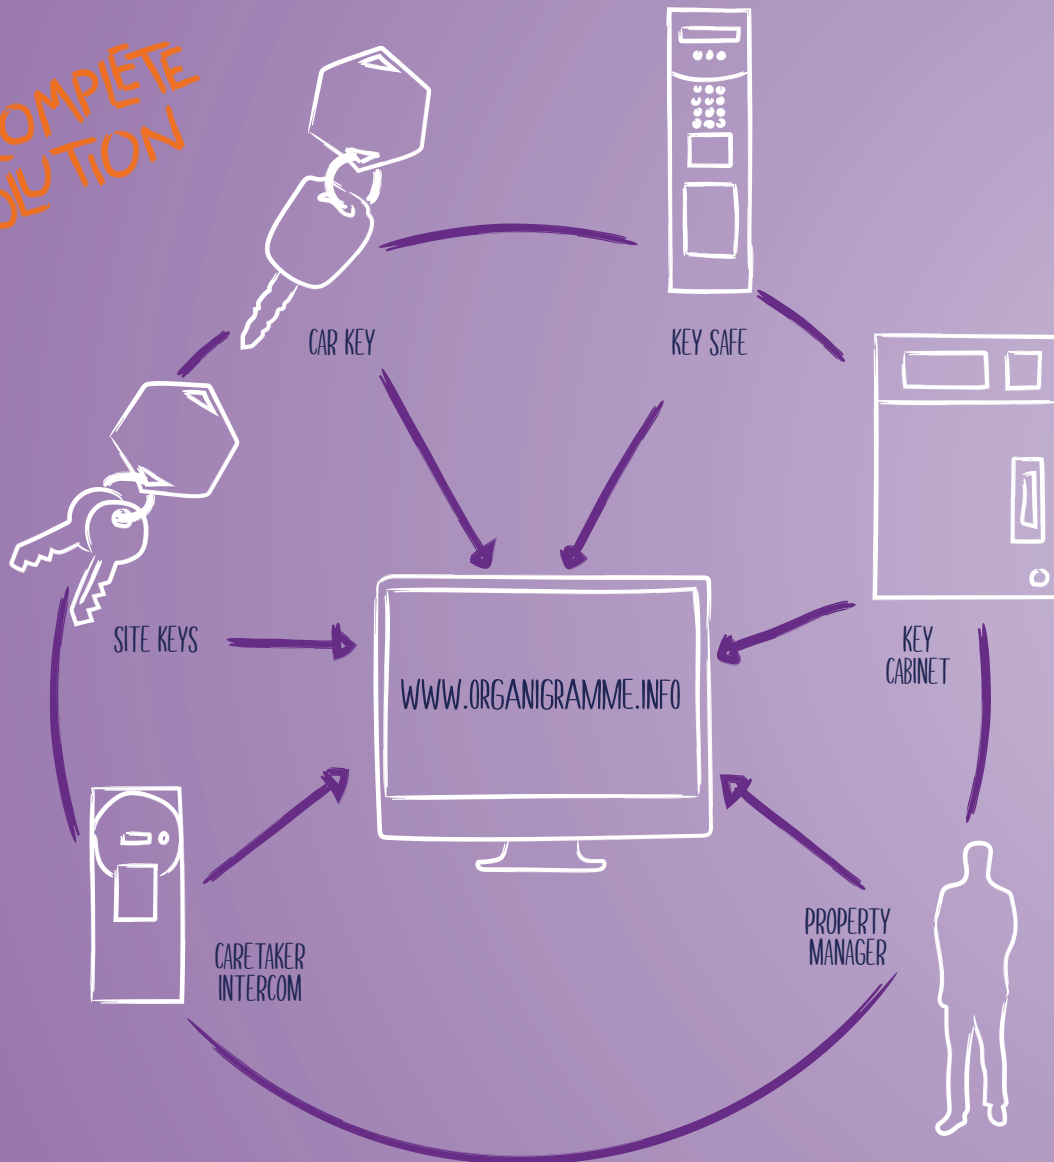 OMPLETE
OLUTION
CAR KEY
KEY SAFE
SITE KEYS
KEY
CABINET
WWW.ORGANIGRAMME.INFO
PROPERTY
MANAGER
CARETAKER
INTERCOM